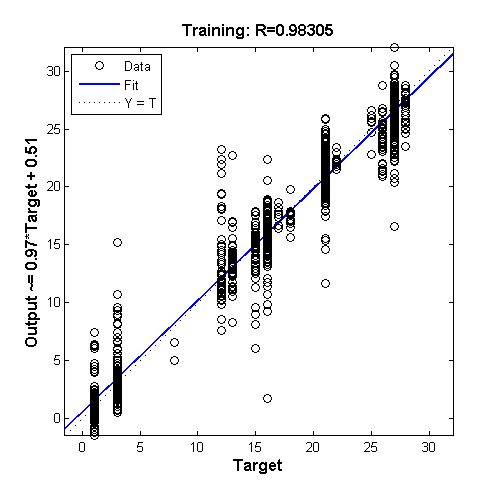 Training: R=0.98305
Data
Fit
Y = T
Output ~= 0.97*Target + 0.51
30
25
20
15
10
5
0
0 5 10 15 20 25 30
Target